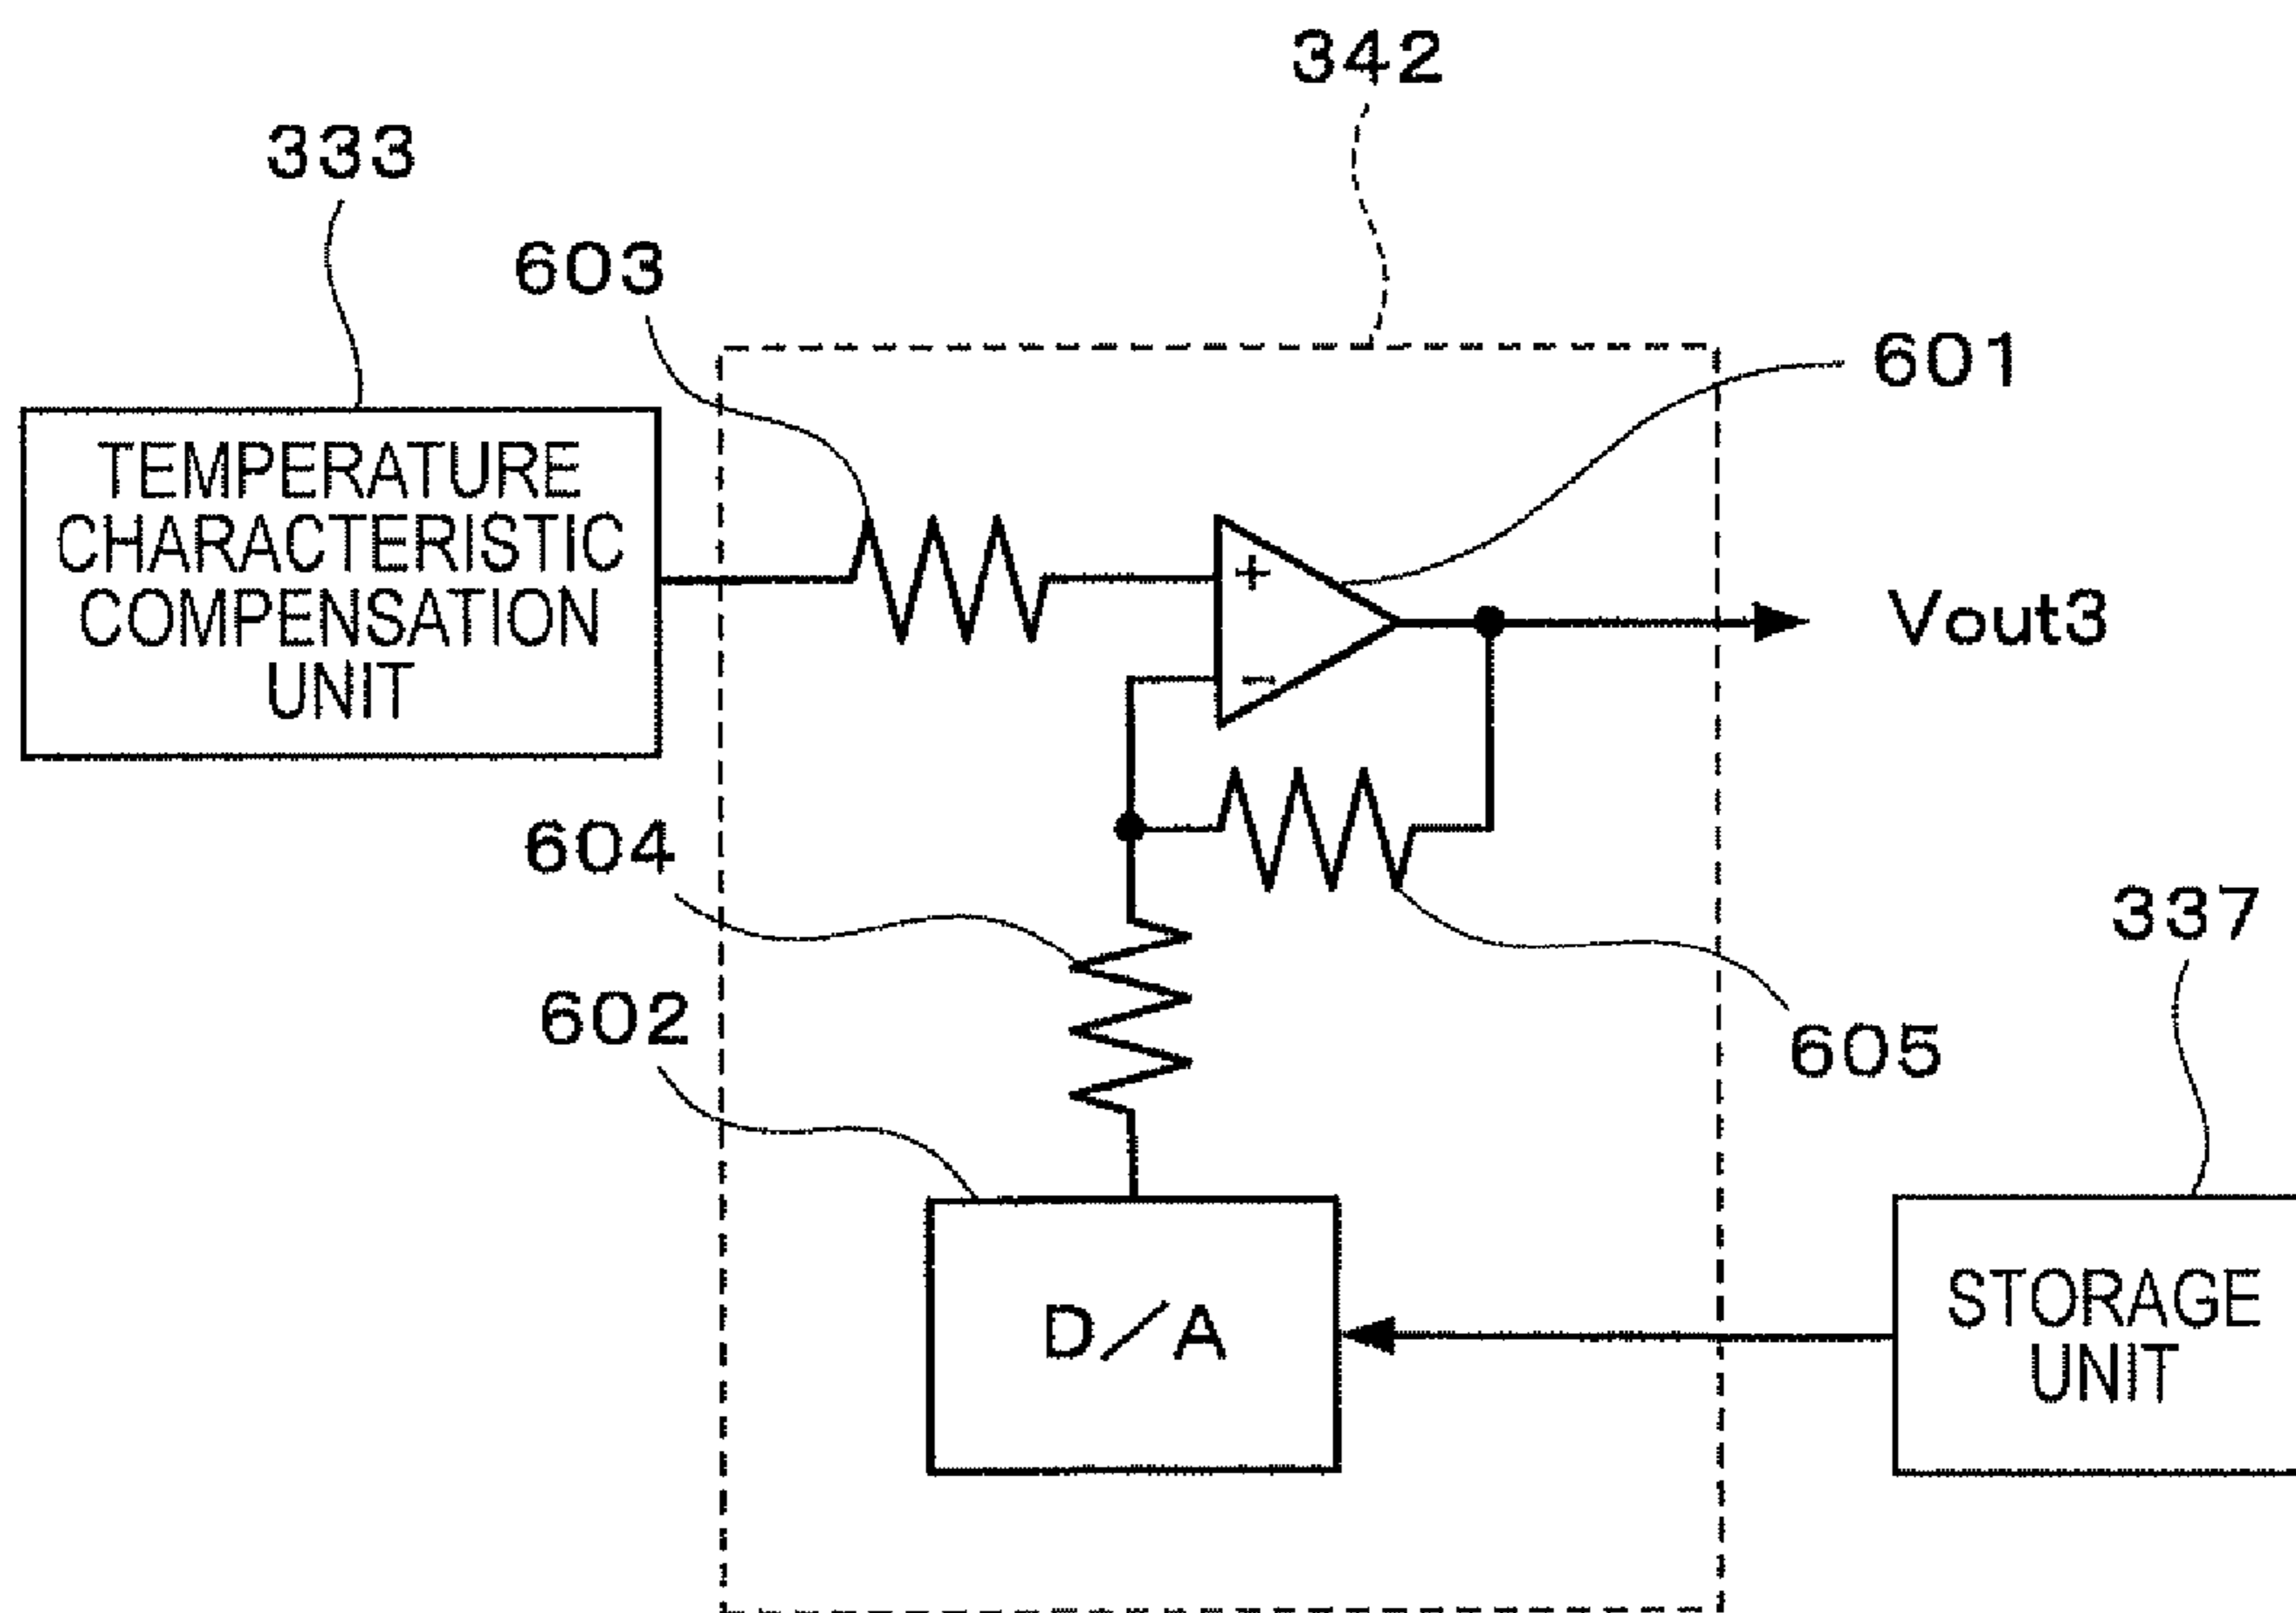 342
333
603
601
TEMPERATURE
CHARACTERISTIC
COMPENSATION
UNIT
+
Vout3
−
604
337
602
605
D/A
STORAGE
UNIT